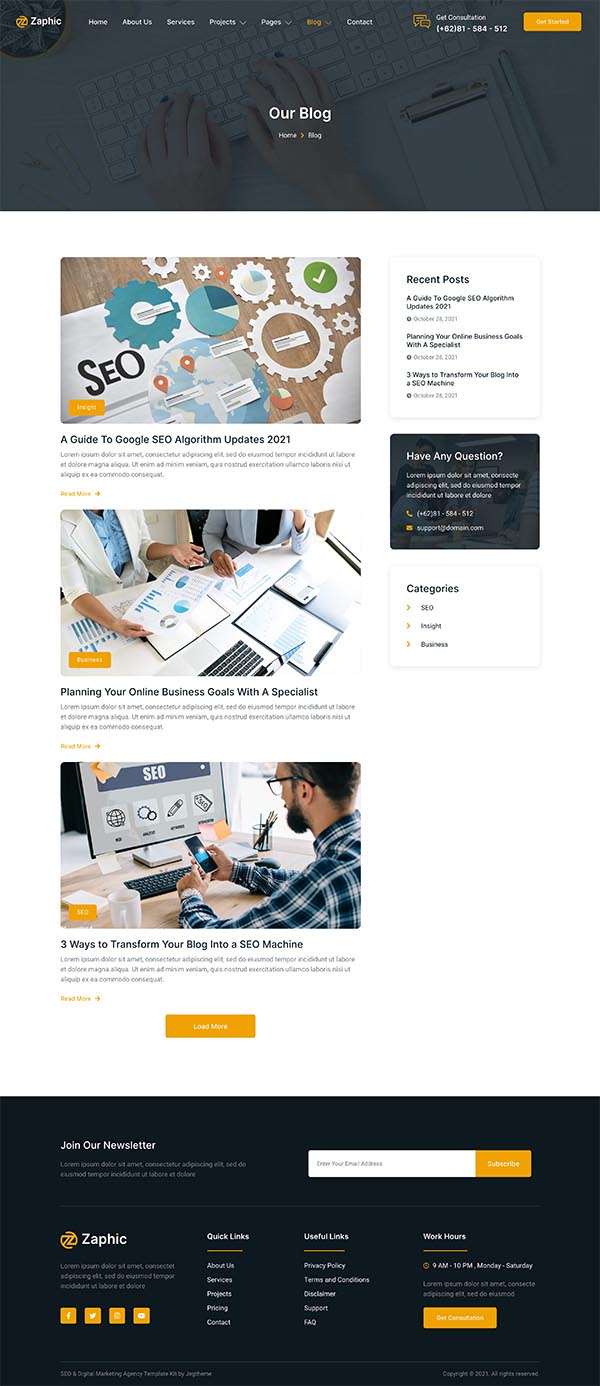 Zaphic
Home
About Us
Services
Projects
Pages
Blog
Contact
Get Consultation
(+62)81 - 584 - 512
Get Started
Our Blog
Home
Blog
SEO
Insight
A Guide To Google SEO Algorithm Updates 2021
Lorem ipsum dolor sit amet, consectetur adipiscing elit, sed do eiusmod tempor incididunt ut labore
et dolore magna aliqua. Ut enim ad minim veniam, quis nostrud exercitation ullamco laboris nisi ut
aliquip ex ea commodo consequat.
Read More
Business
Planning Your Online Business Goals With A Specialist
Lorem ipsum dolor sit amet, consectetur adipiscing elit, sed do eiusmod tempor incididunt ut labore
et dolore magna aliqua. Ut enim ad minim veniam, quis nostrud exercitation ullamco laboris nisi ut
aliquip ex ea commodo consequat.
Read More
SEO
SEO
3 Ways to Transform Your Blog Into a SEO Machine
Lorem ipsum dolor sit amet, consectetur adipiscing elit, sed do eiusmod tempor incididunt ut labore
et dolore magna aliqua. Ut enim ad minim veniam, quis nostrud exercitation ullamco laboris nisi ut
aliquip ex ea commodo consequat.
Read More
Load More
Recent Posts
A Guide To Google SEO Algorithm
Updates 2021
October 28, 2021
Planning Your Online Business Goals
With A Specialist
October 28, 2021
3 Ways to Transform Your Blog Into
a SEO Machine
October 28, 2021
Have Any Question?
Lorem ipsum dolor sit amet, consecte
adipiscing elit, sed do eiusmod tempor
incididunt ut labore et dolore
(+62)81 - 584 - 512
support@domain.com
Categories
SEO
Insight
Business
Join Our Newsletter
Lorem ipsum dolor sit amet, consectetur adipiscing elit, sed do
eiusmod tempor incididunt ut labore et dolore
Enter Your Email Address
Subscribe
Zaphic
Lorem ipsum dolor sit amet, consectet
adipiscing elit, sed do eiusmod tempor
incididunt ut labore et dolore
Quick Links
About Us
Services
Projects
Pricing
Contact
Useful Links
Privacy Policy
Terms and Conditions
Disclaimer
Support
FAQ
Work Hours
9 AM - 10 PM , Monday - Saturday
Lorem ipsum dolor sit amet, consecte
adipiscing elit, sed do eiusmod
Get Consultation
SEO & Digital Marketing Agency Template Kit by Jegtheme
Copyright © 2021. All rights reserved.